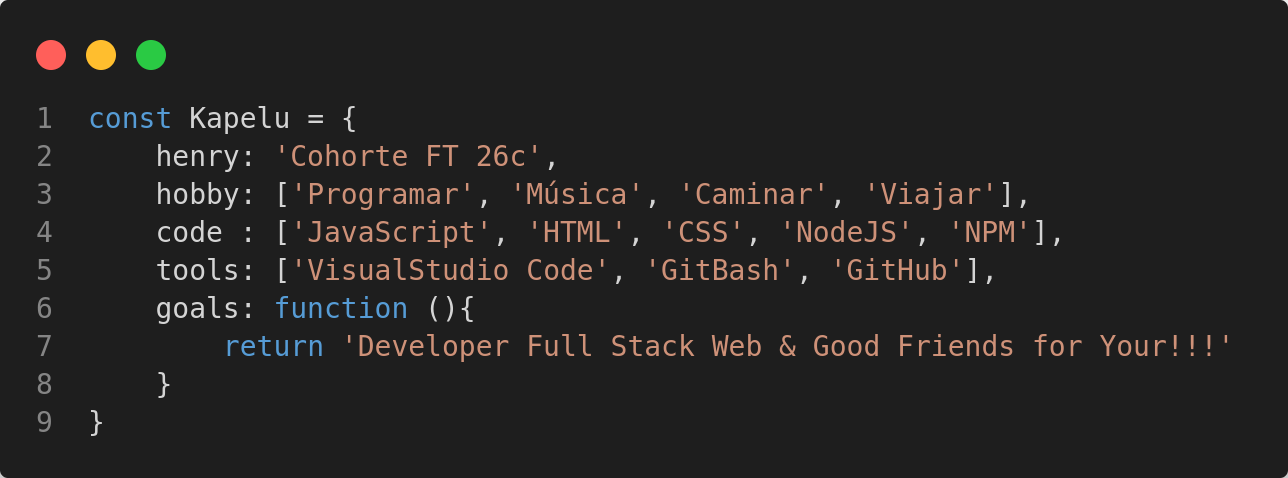 1 const Kapelu = {
2     henry: 'Cohorte FT 26c',
3     hobby: ['Programar', 'Música', 'Caminar', 'Viajar'],
4     code : ['JavaScript', 'HTML', 'CSS', 'NodeJS', 'NPM'],
5     tools: ['VisualStudio Code', 'GitBash', 'GitHub'],
6     goals: function (){
7         return 'Developer Full Stack Web & Good Friends for Your!!!'
8     }
9 }